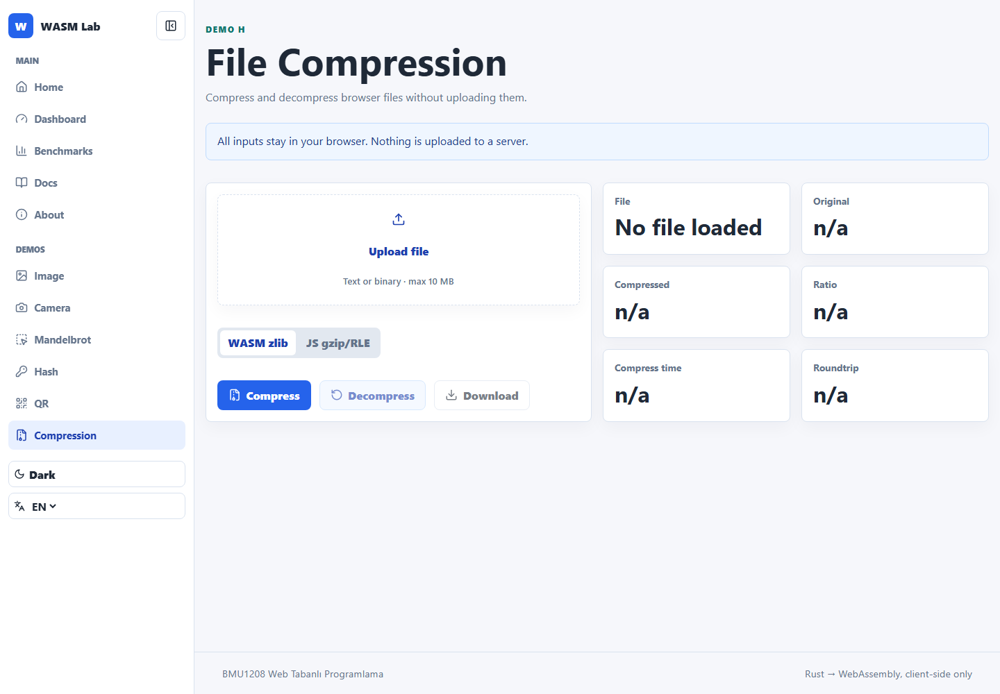 W WASM Lab
MAIN
Home
Dashboard
Benchmarks
Docs
About
DEMOS
Image
Camera
Mandelbrot
Hash
QR
Compression
Dark
EN
DEMO H
File Compression
Compress and decompress browser files without uploading them.
All inputs stay in your browser. Nothing is uploaded to a server.
Upload file
Text or binary · max 10 MB
WASM zlib JS gzip/RLE
Compress Decompress Download
File
No file loaded
Original
n/a
Compressed
n/a
Ratio
n/a
Compress time
n/a
Roundtrip
n/a
BMU1208 Web Tabanlı Programlama
Rust → WebAssembly, client-side only